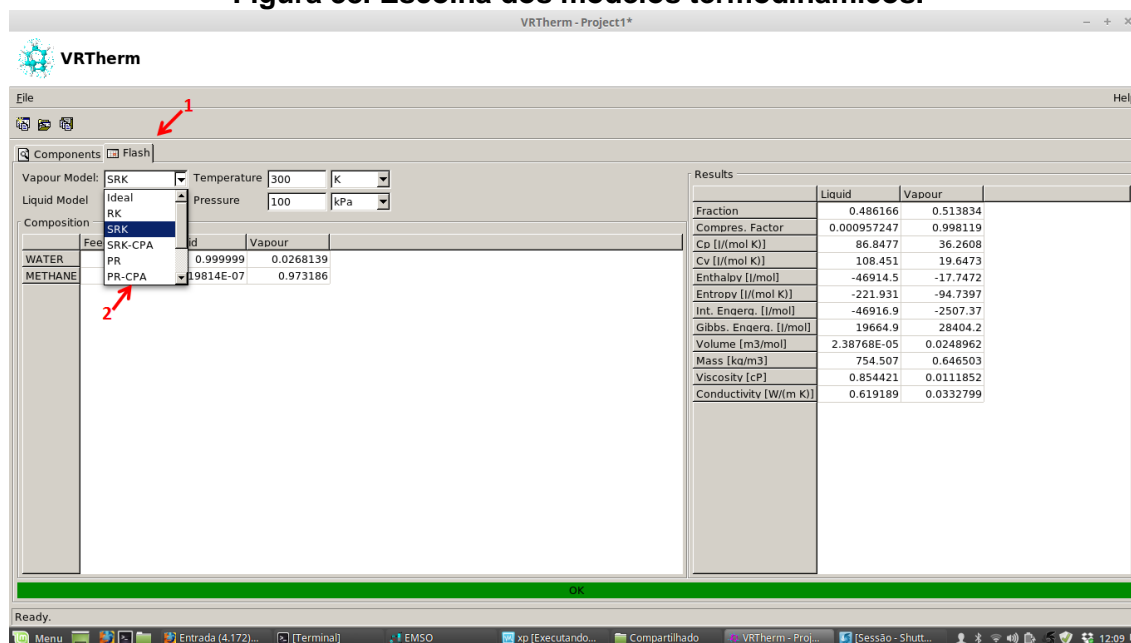 Figura 33. Escolha dos modelos termodinâmicos.
VRTherm - Project1*
VRTherm
File
Hel
1
Components Flash
Vapour Model: SRK Temperature 300 K
Liquid Model Pressure 100 kPa
Ideal
RK
SRK
SRK-CPA
PR
PR-CPA
2
Composition
Fee id Vapour
WATER 0.999999 0.0268139
METHANE 19814E-07 0.973186
Results
Liquid Vapour
Fraction 0.486166 0.513834
Compres. Factor 0.000957247 0.998119
Cp [J/(mol K)] 86.8477 36.2608
Cv [J/(mol K)] 108.451 19.6473
Enthalpy [J/mol] -46914.5 -17.7472
Entropy [J/(mol K)] -221.931 -94.7397
Int. Engerg. [J/mol] -46916.9 -2507.37
Gibbs. Engerg. [J/mol] 19664.9 28404.2
Volume [m3/mol] 2.38768E-05 0.0248962
Mass [kg/m3] 754.507 0.646503
Viscosity [cP] 0.854421 0.0111852
Conductivity [W/(m K)] 0.619189 0.0332799
OK
Ready.
Menu Entrada (4.172)... [Terminal] EMSO xp [Executando... Compartilhado VRTherm - Proj... [Sessão - Shutt... 12:09